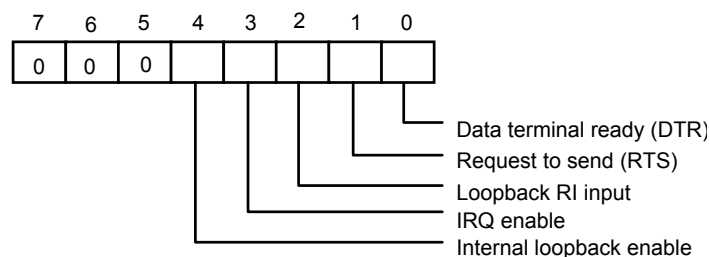 7 6 5 4 3 2 1 0
0 0 0
Data terminal ready (DTR)
Request to send (RTS)
Loopback RI input
IRQ enable
Internal loopback enable